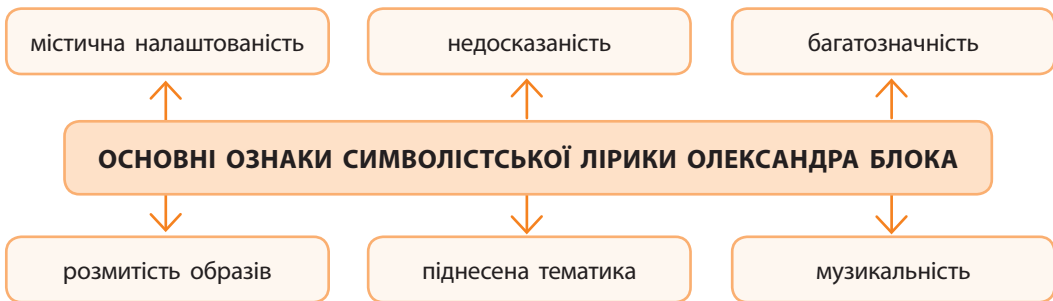 містична налаштованість
недосказаність
багатозначність
ОСНОВНІ ОЗНАКИ СИМВОЛІСТСЬКОЇ ЛІРИКИ ОЛЕКСАНДРА БЛОКА
розмитість образів
піднесена тематика
музикальність